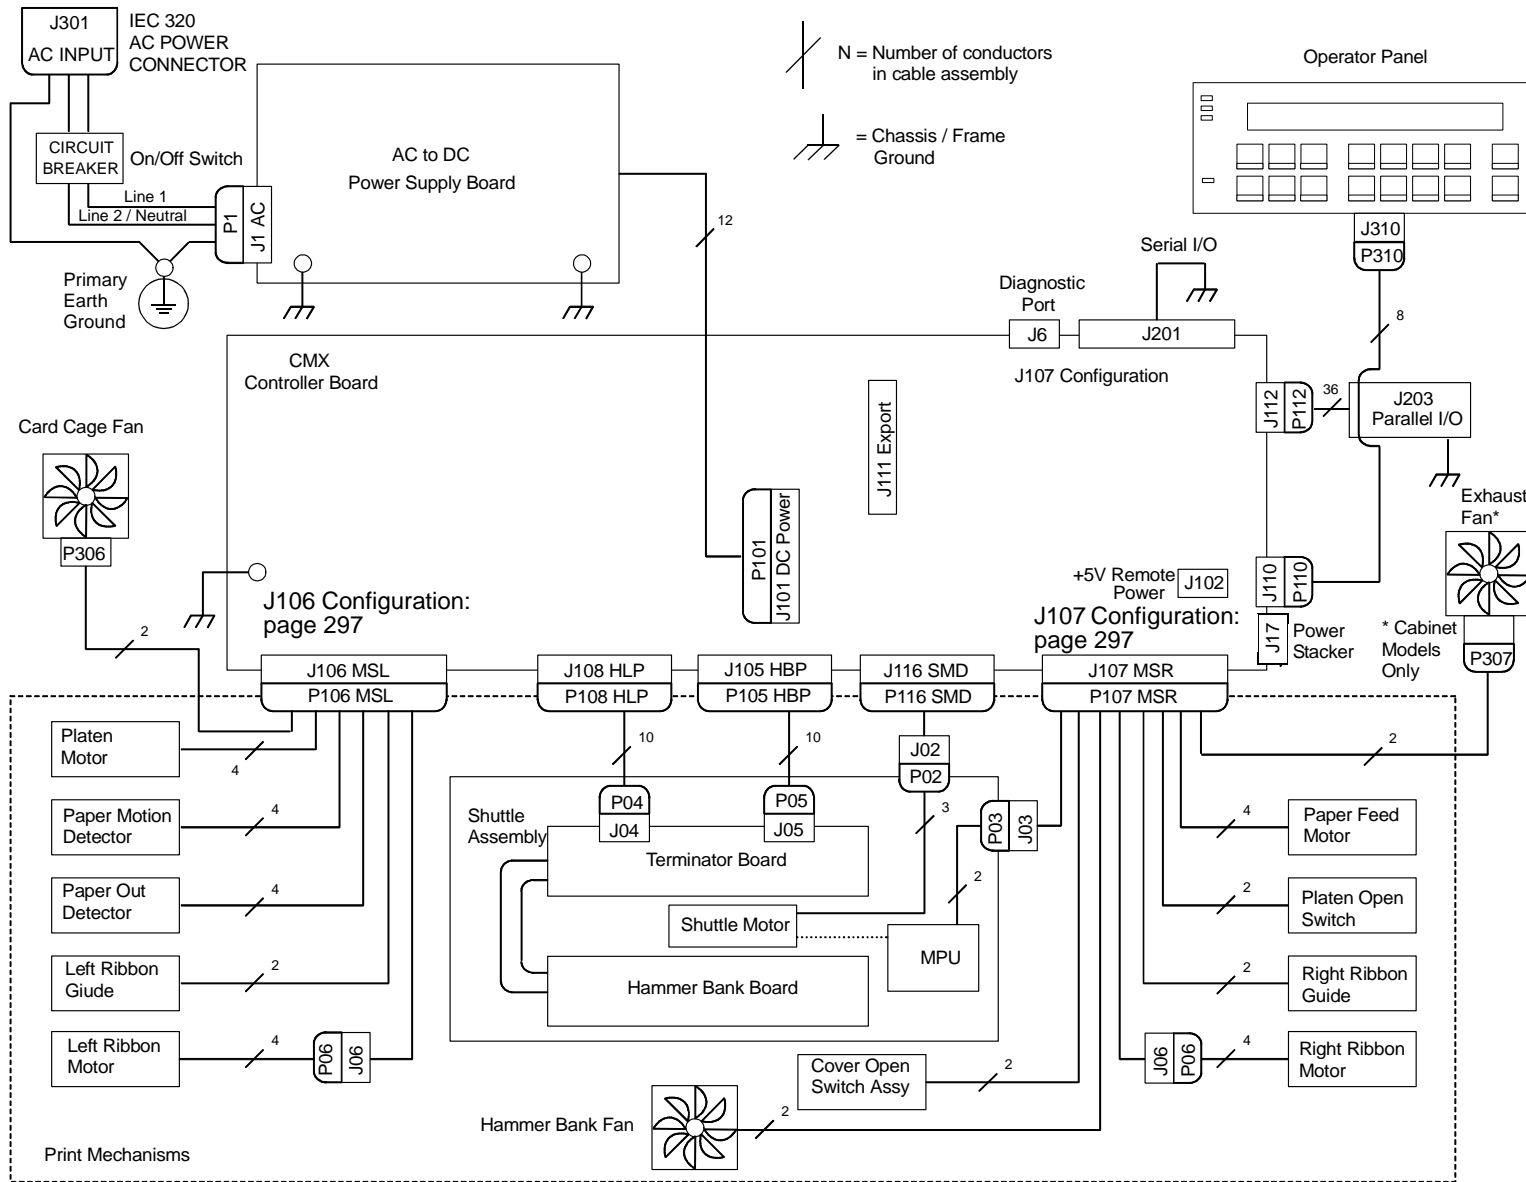 J301
AC INPUT
IEC 320
AC POWER
CONNECTOR
CIRCUIT
BREAKER
On/Off Switch
Line 1
Line 2 / Neutral
P1
J1 AC
Primary
Earth
Ground
AC to DC
Power Supply Board
12
N = Number of conductors
in cable assembly
= Chassis / Frame
Ground
Operator Panel
J310
P310
8
Serial I/O
Diagnostic
Port
J6
J201
J107 Configuration
CMX
Controller Board
J112
P112
36
J203
Parallel I/O
J111 Export
Card Cage Fan
P306
2
P101
J101 DC Power
Exhaust
Fan*
+5V Remote
Power
J102
J110
P110
J17
Power
Stacker
* Cabinet
Models
Only
P307
J106 Configuration:
page 297
J107 Configuration:
page 297
J106 MSL
P106 MSL
J108 HLP
P108 HLP
J105 HBP
P105 HBP
J116 SMD
P116 SMD
J107 MSR
P107 MSR
Platen
Motor
4
Paper Motion
Detector
4
Paper Out
Detector
4
Left Ribbon
Giude
2
Left Ribbon
Motor
4
P06
J06
10
10
J02
P02
3
Shuttle
Assembly
P04
J04
P05
J05
Terminator Board
P03
J03
2
Shuttle Motor
MPU
Hammer Bank Board
2
4
Paper Feed
Motor
2
Platen Open
Switch
2
Right Ribbon
Guide
J06
P06
4
Right Ribbon
Motor
Cover Open
Switch Assy
2
Hammer Bank Fan
2
Print Mechanisms